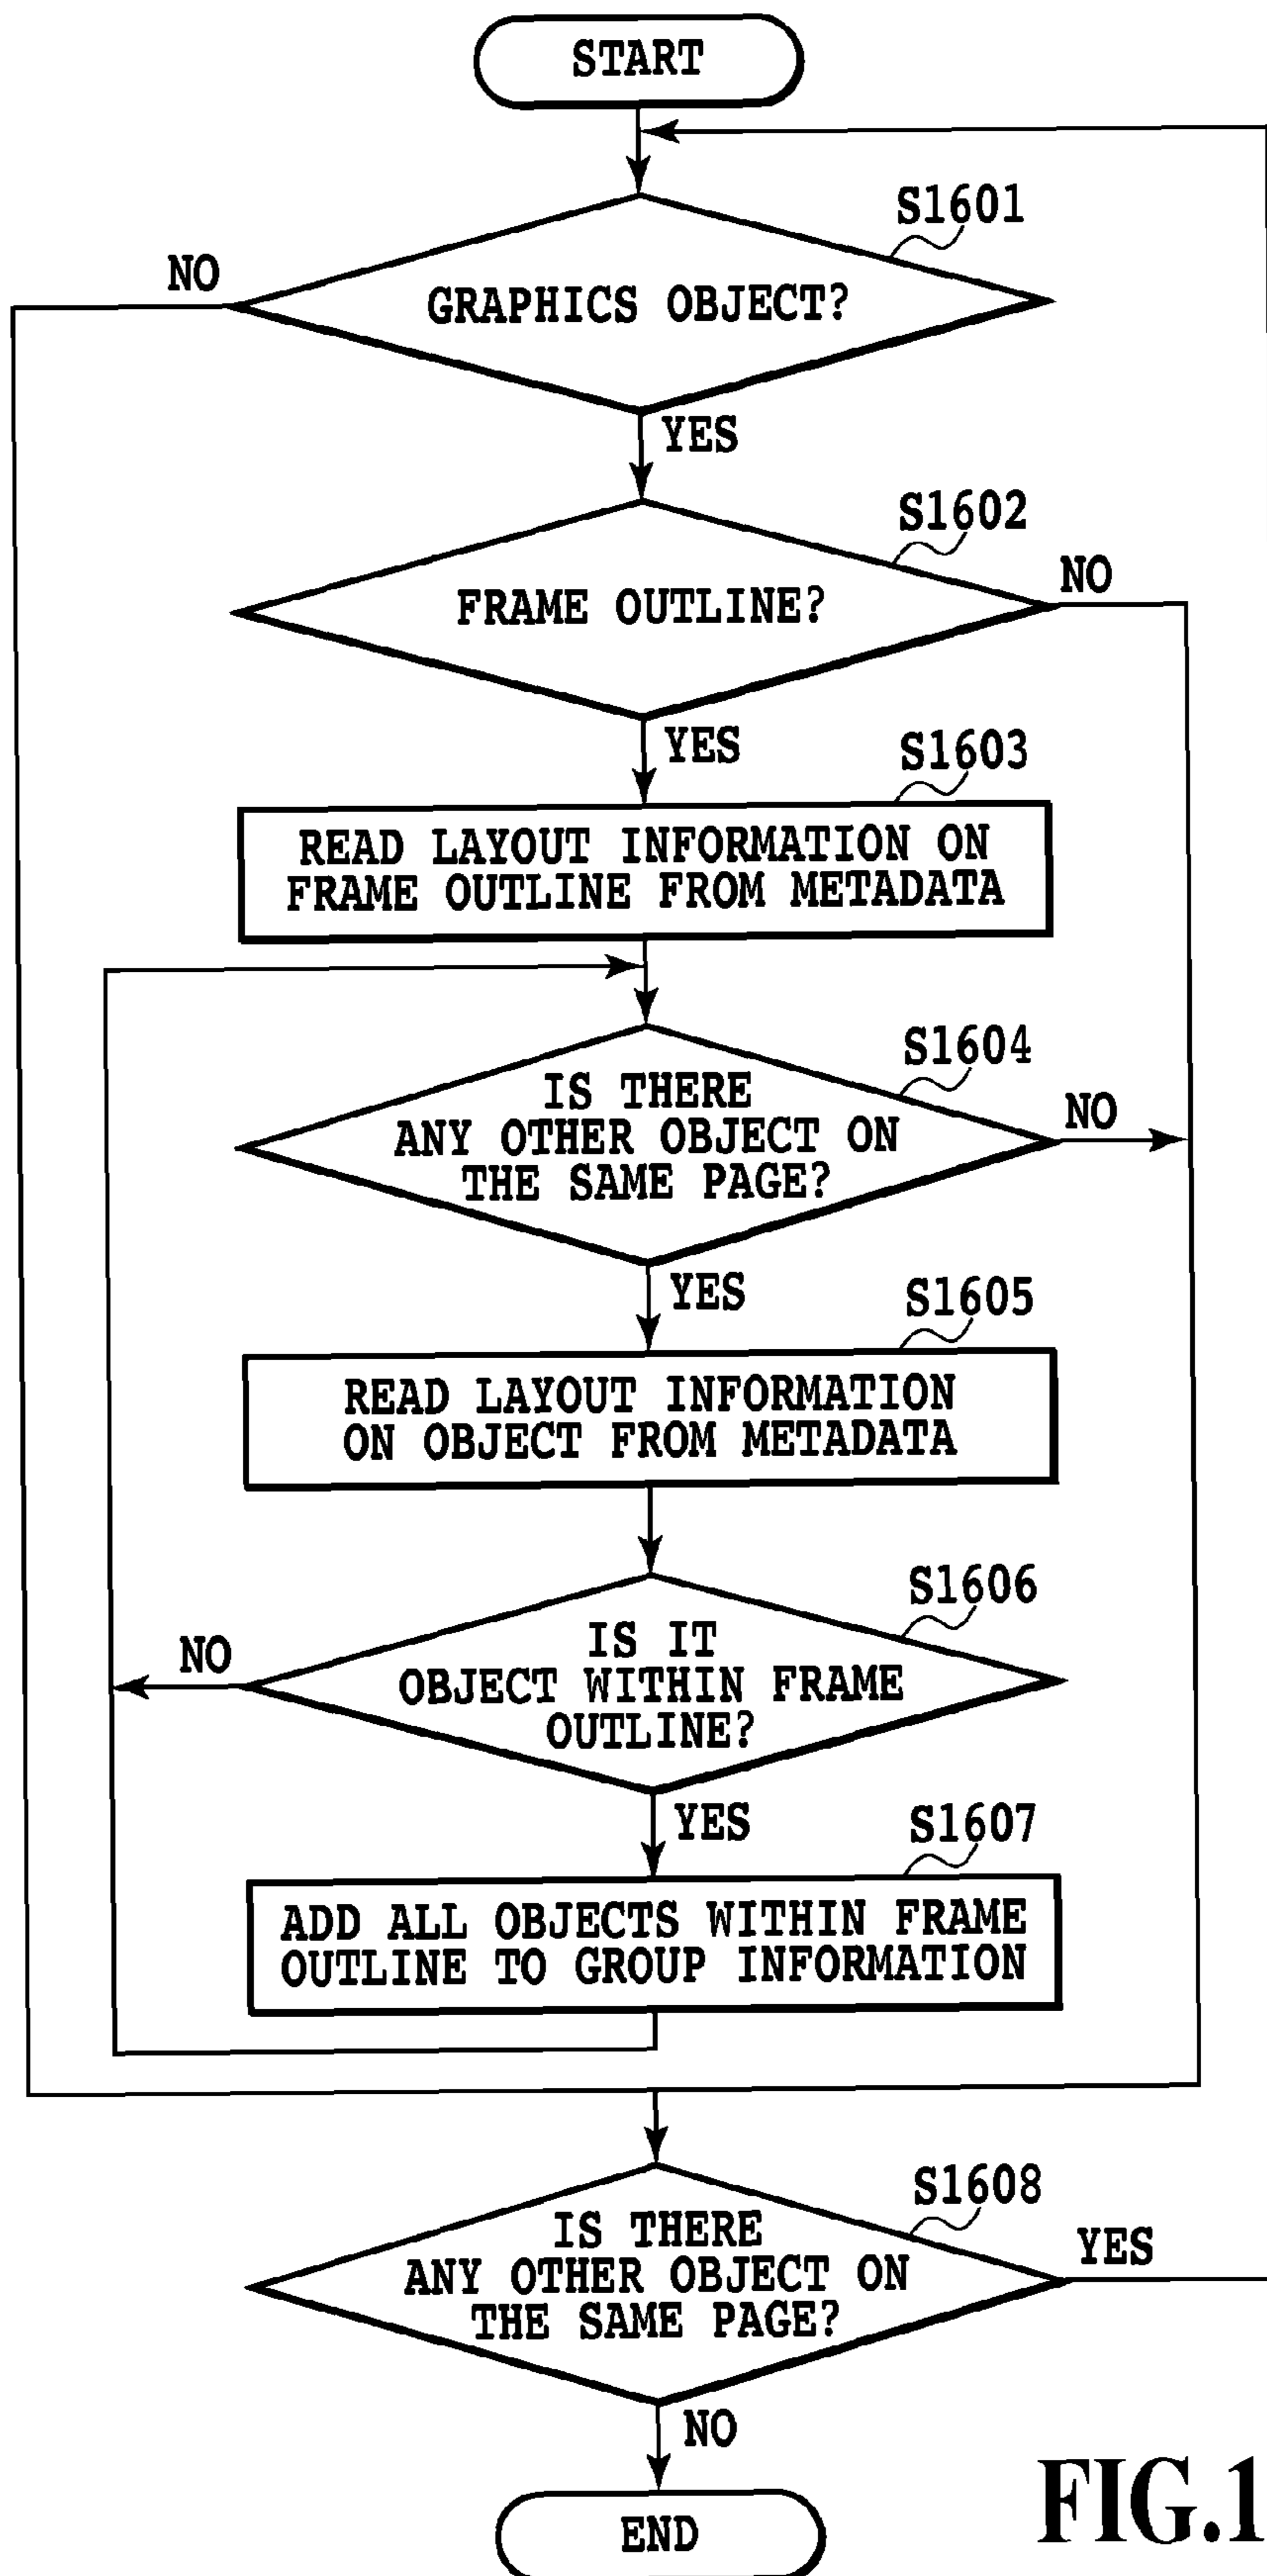 START
S1601
NO
GRAPHICS OBJECT?
YES
S1602
NO
FRAME OUTLINE?
YES
S1603
READ LAYOUT INFORMATION ON
FRAME OUTLINE FROM METADATA
S1604
IS THERE
ANY OTHER OBJECT ON
THE SAME PAGE?
NO
YES
S1605
READ LAYOUT INFORMATION
ON OBJECT FROM METADATA
S1606
IS IT
OBJECT WITHIN FRAME
OUTLINE?
NO
YES
S1607
ADD ALL OBJECTS WITHIN FRAME
OUTLINE TO GROUP INFORMATION
S1608
IS THERE
ANY OTHER OBJECT ON
THE SAME PAGE?
YES
NO
END
FIG.1